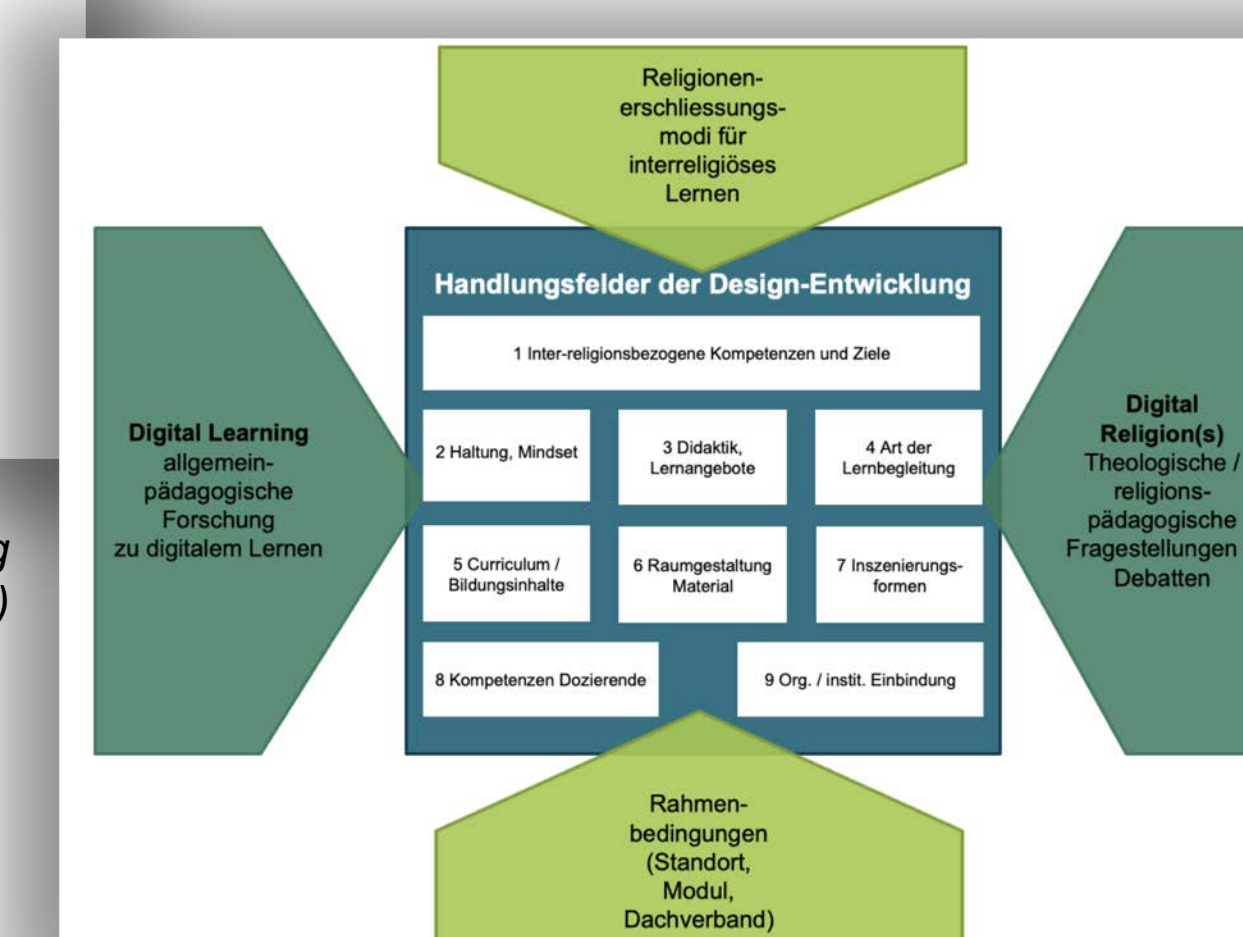 Religionen-
erschliessungs-
modi für
interreligiöses
Lernen
Handlungsfelder der Design-Entwicklung
1 Inter-religionsbezogene Kompetenzen und Ziele
2 Haltung, Mindset
3 Didaktik,
Lernangebote
4 Art der
Lernbegleitung
5 Curriculum /
Bildungsinhalte
6 Raumgestaltung
Material
7 Inszenierungs-
formen
8 Kompetenzen Dozierende
9 Org. / instit. Einbindung
Digital Learning
allgemein-
pädagogische
Forschung
zu digitalem Lernen
Digital
Religion(s)
Theologische /
religions-
pädagogische
Fragestellungen
Debatten
Rahmen-
bedingungen
(Standort,
Modul,
Dachverband)
g
)